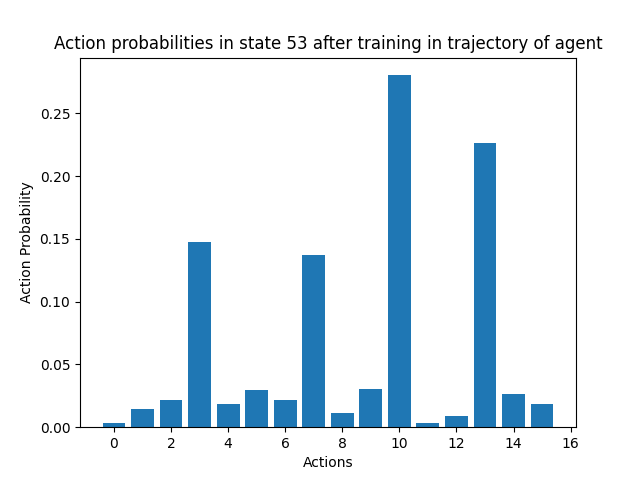 Action probabilities in state 53 after training in trajectory of agent
Action Probability
0.25
0.20
0.15
0.10
0.05
0.00
0 2 4 6 8 10 12 14 16
Actions